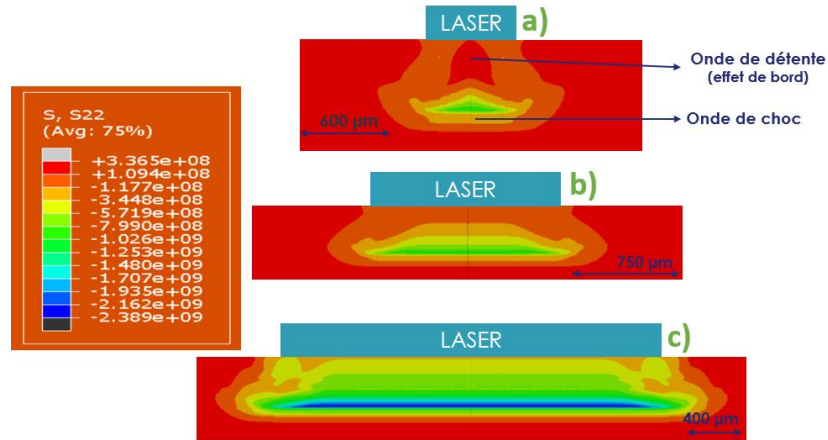 LASER
a)
Onde de détente
(effet de bord)
Onde de choc
600 µm
S, S22
(Avg: 75%)
+3.365e+08
+1.094e+08
-1.177e+08
-3.448e+08
-5.719e+08
-7.990e+08
-1.026e+09
-1.253e+09
-1.480e+09
-1.707e+09
-1.935e+09
-2.162e+09
-2.389e+09
LASER
b)
750 µm
LASER
c)
400 µm